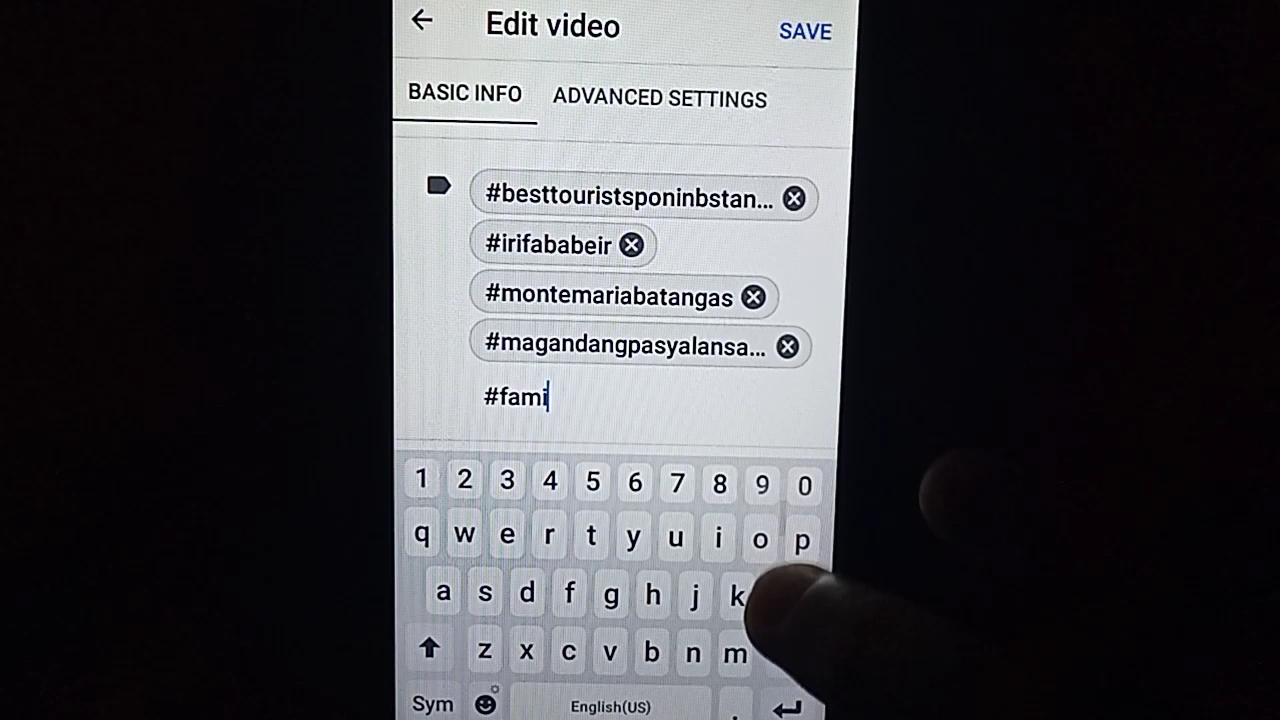 Edit video
SAVE
BASIC INFO
ADVANCED SETTINGS
#besttouristsponinbstan...
#irifababeir
#montemariabatangas
#magandangpasyalansa...
#fami
1 2 3 4 5 6 7 8 9 0
q w e r t y u i o p
a s d f g h j k
z x c v b n m
Sym
English(US)
.